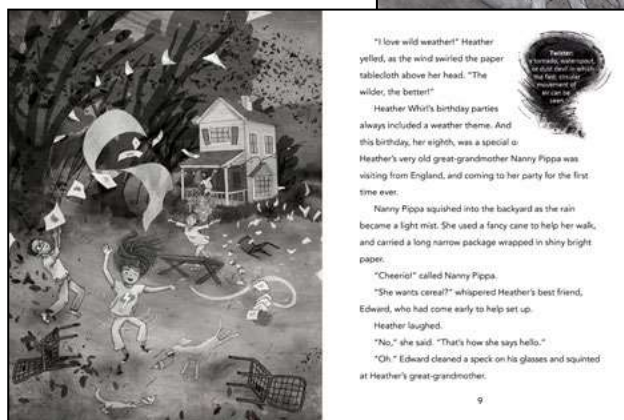 "I love wild weather!" Heather
yelled, as the wind swirled the paper
tablecloth above her head. "The
wilder, the better!"
Heather Whirl's birthday parties
always included a weather theme. And
this birthday, her eighth, was a special
Heather's very old great-grandmother Nanny Pippa was
visiting from England, and coming to her party for the first
time ever.
Nanny Pippa squished into the backyard as the rain
became a light mist. She used a fancy cane to help her walk,
and carried a long narrow package wrapped in shiny bright
paper.
"Cheerio!" called Nanny Pippa.
"She wants cereal?" whispered Heather's best friend,
Edward, who had come early to help set up.
Heather laughed.
"No," she said. "That's how she says hello."
"Oh." Edward cleaned a speck on his glasses and squinted
at Heather's great-grandmother.
Twister:
tornado, waterspout,
dust devil in which
the fast, circular
movement of
air can be
seen.
9